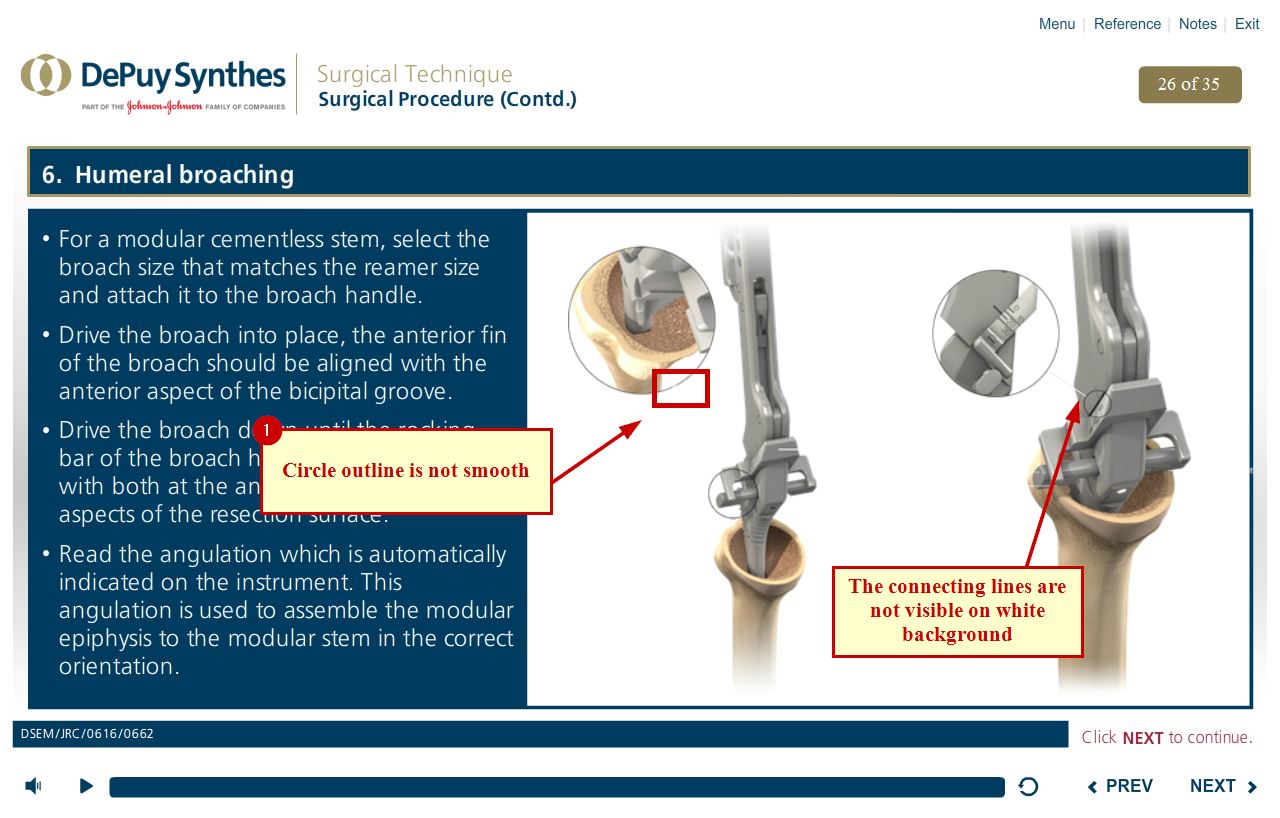 Menu | Reference | Notes | Exit
DePuy Synthes
PART OF THE Johnson & Johnson FAMILY OF COMPANIES
Surgical Technique
Surgical Procedure (Contd.)
26 of 35
6. Humeral broaching
• For a modular cementless stem, select the
broach size that matches the reamer size
and attach it to the broach handle.
• Drive the broach into place, the anterior fin
of the broach should be aligned with the
anterior aspect of the bicipital groove.
• Drive the broach down until the rocking
bar of the broach
with both at the
aspects of the resection surface.
• Read the angulation which is automatically
indicated on the instrument. This
angulation is used to assemble the modular
epiphysis to the modular stem in the correct
orientation.
1
Circle outline is not smooth
The connecting lines are
not visible on white
background
DSEM/JRC/0616/0662
Click NEXT to continue.
PREV
NEXT